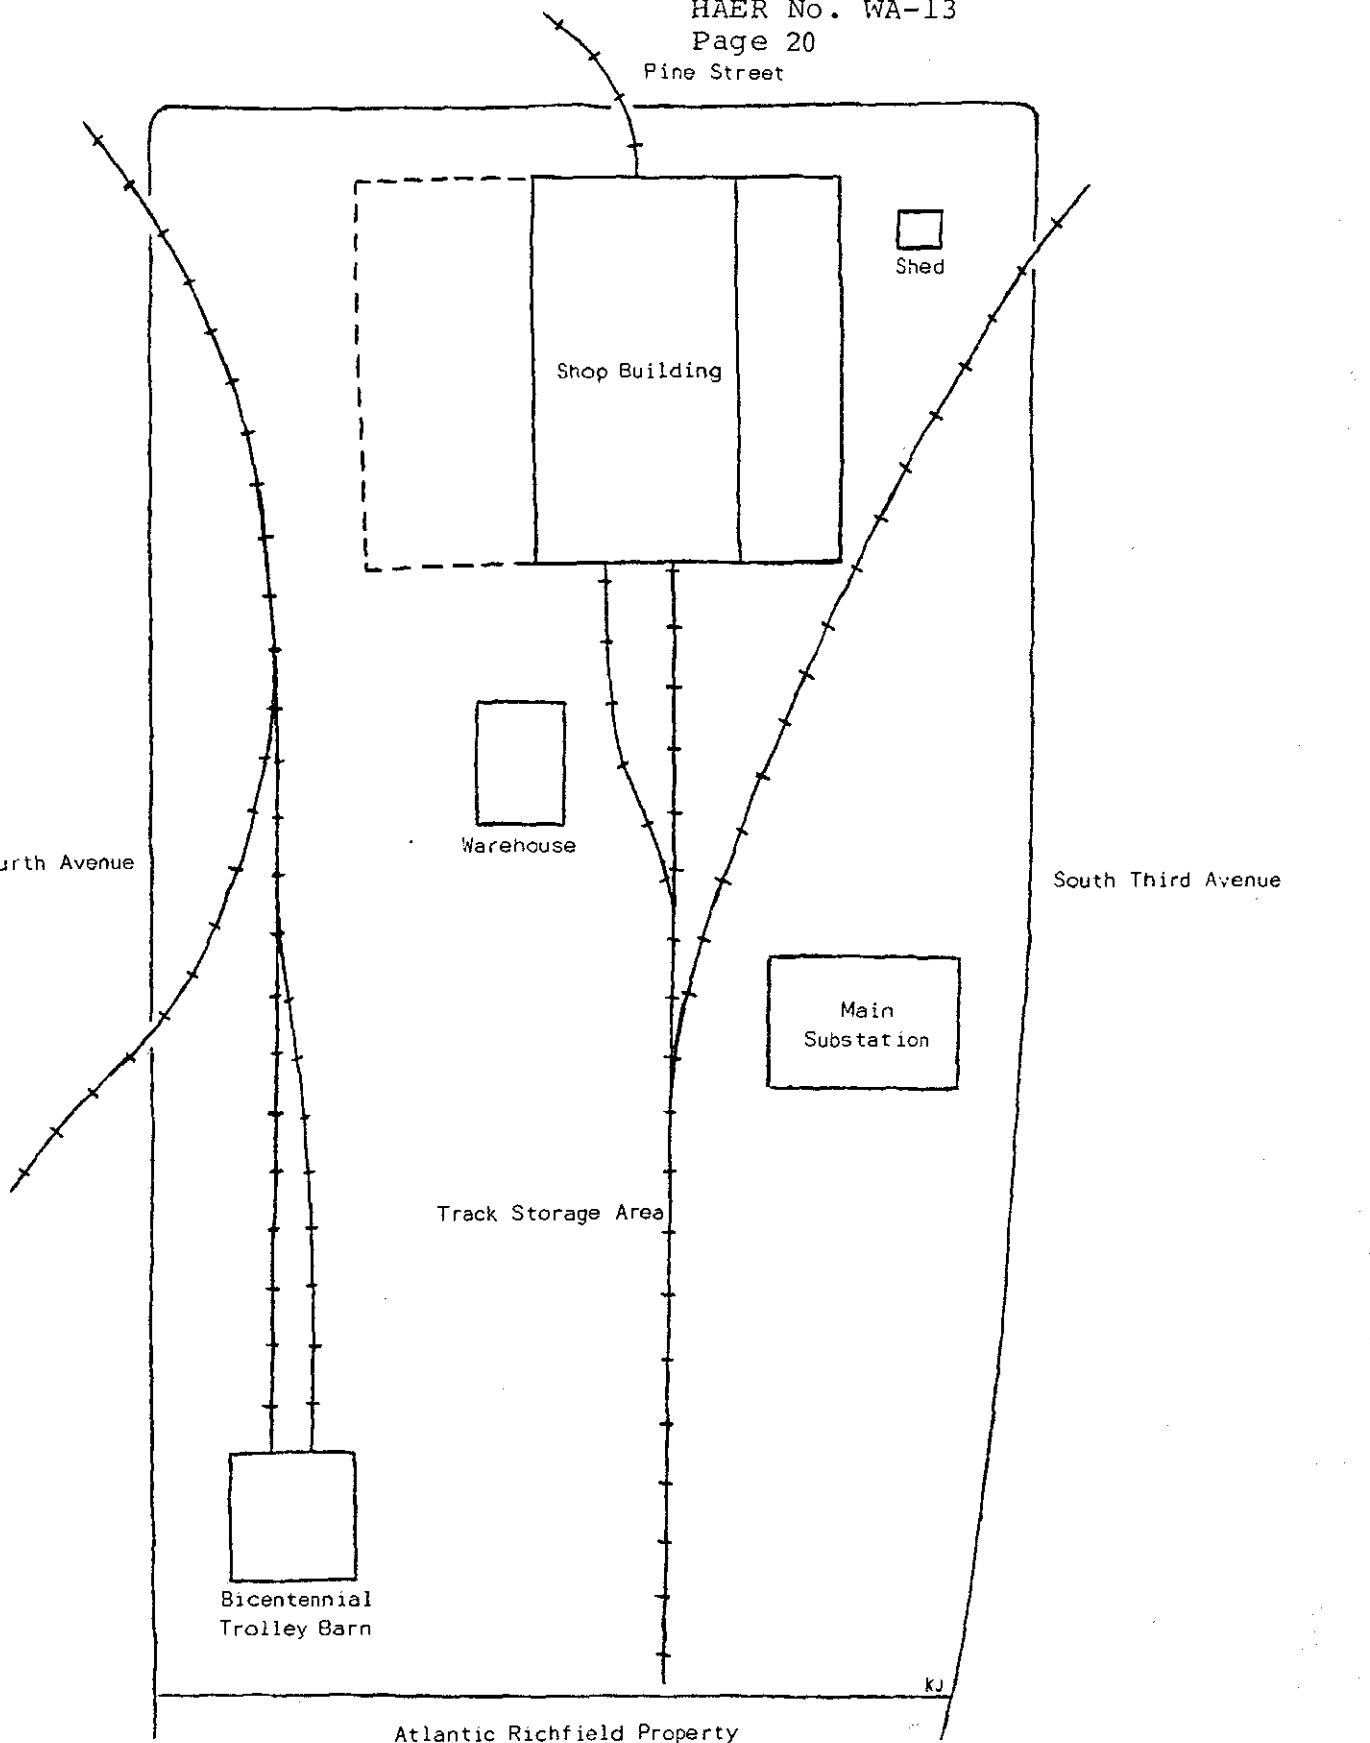 HAER No. WA-13
Page 20
Pine Street
Shed
Shop Building
Warehouse
urth Avenue
South Third Avenue
Main
Substation
Track Storage Area
Bicentennial
Trolley Barn
KJ
Atlantic Richfield Property